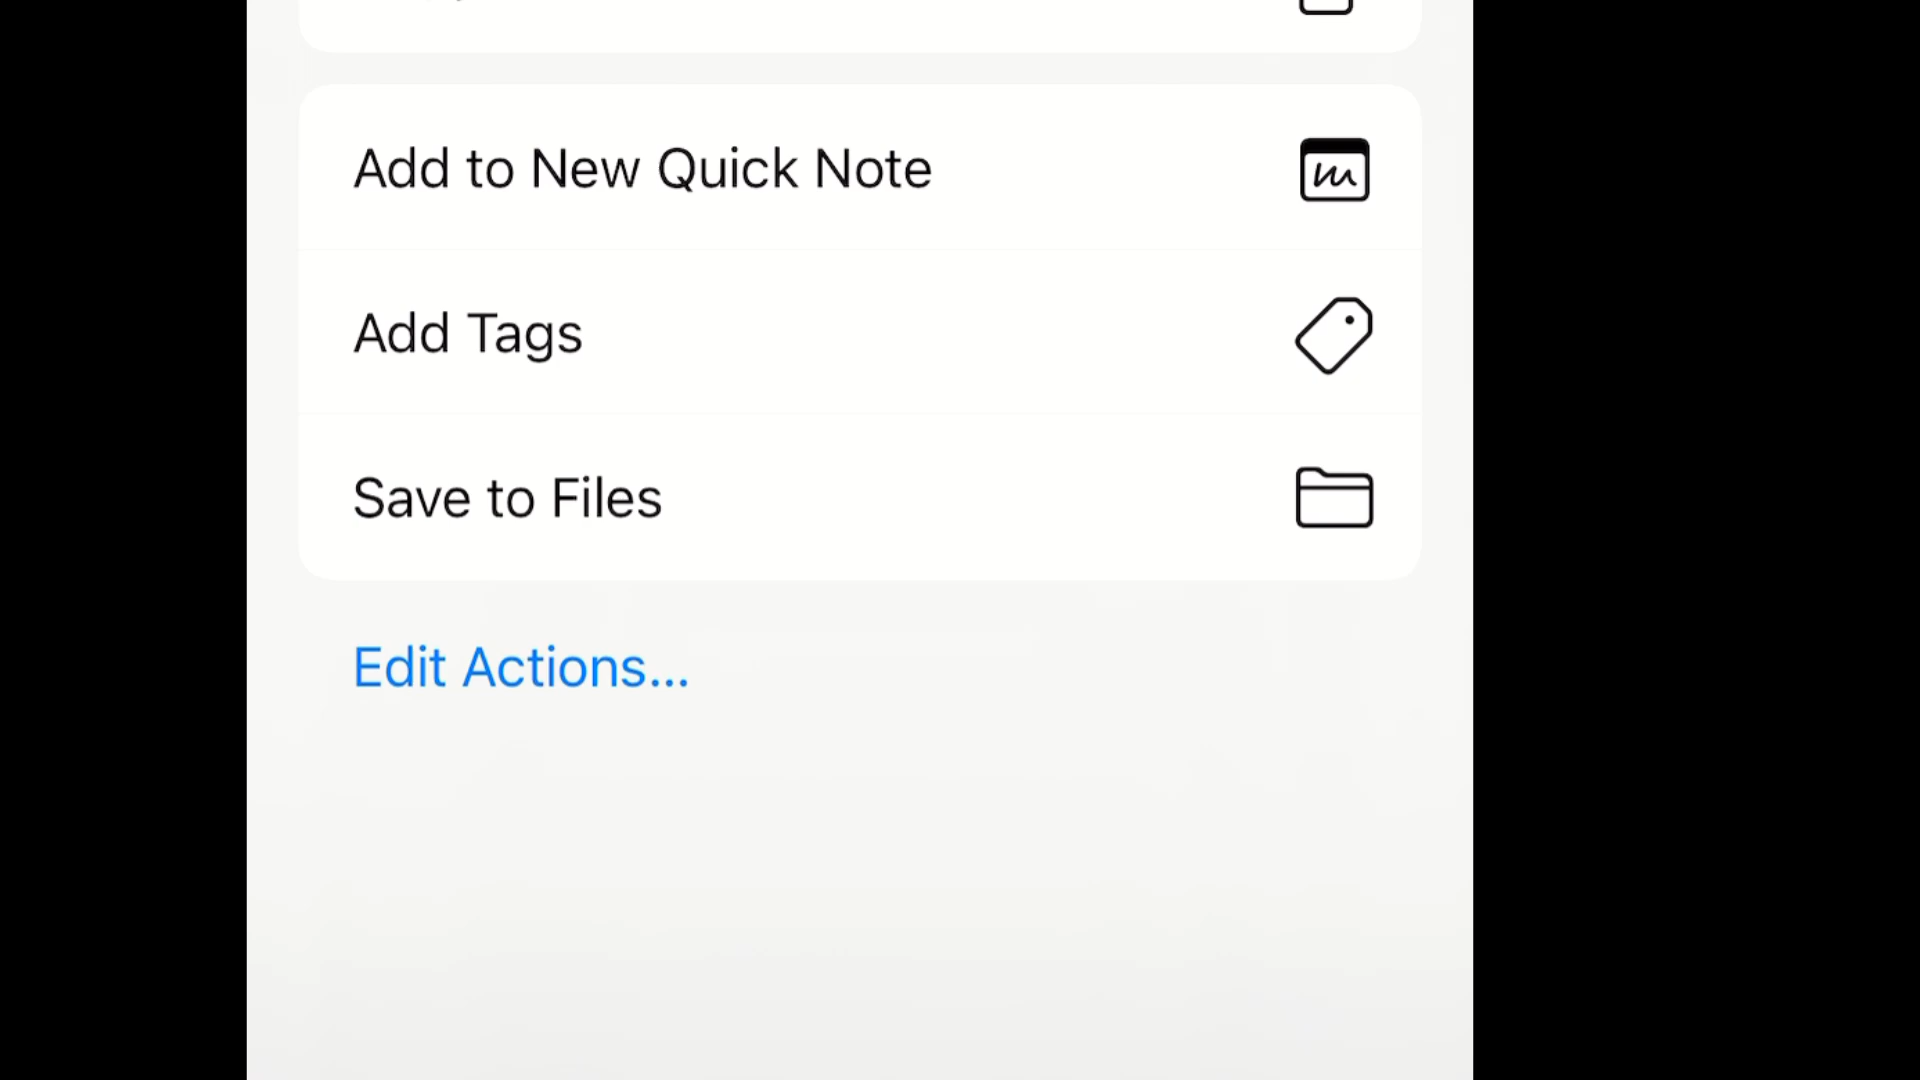 Add to New Quick Note
Add Tags
Save to Files
Edit Actions...